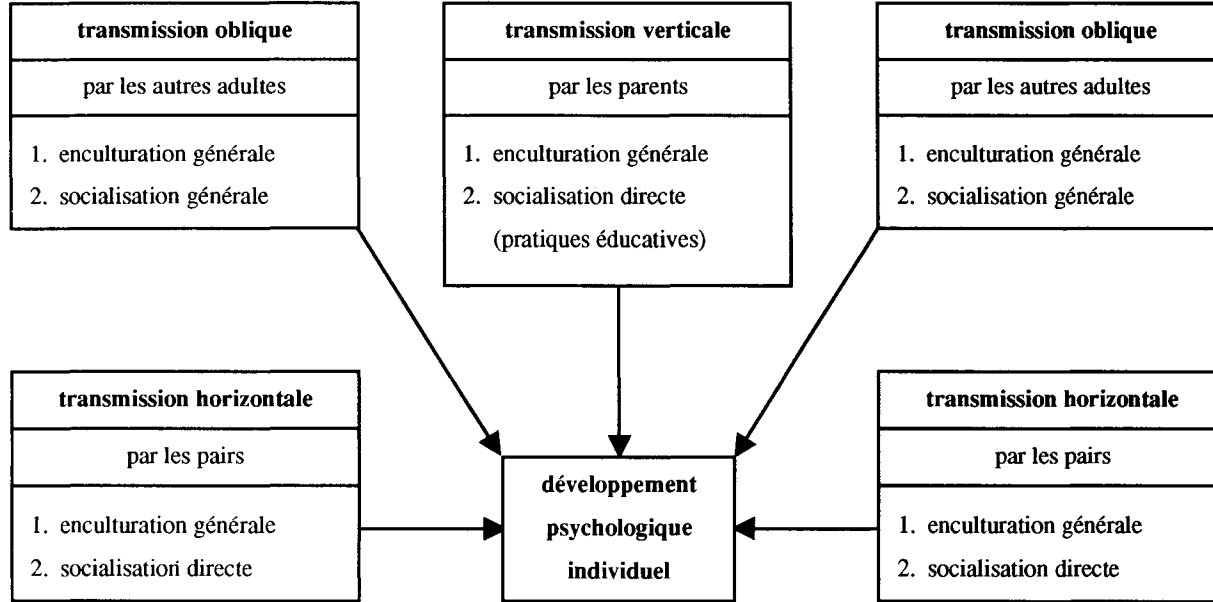 transmission oblique
par les autres adultes
1. enculturation générale
2. socialisation générale
transmission verticale
par les parents
1. enculturation générale
2. socialisation directe
(pratiques éducatives)
transmission oblique
par les autres adultes
1. enculturation générale
2. socialisation générale
transmission horizontale
par les pairs
1. enculturation générale
2. socialisation directe
développement
psychologique
individuel
transmission horizontale
par les pairs
1. enculturation générale
2. socialisation directe